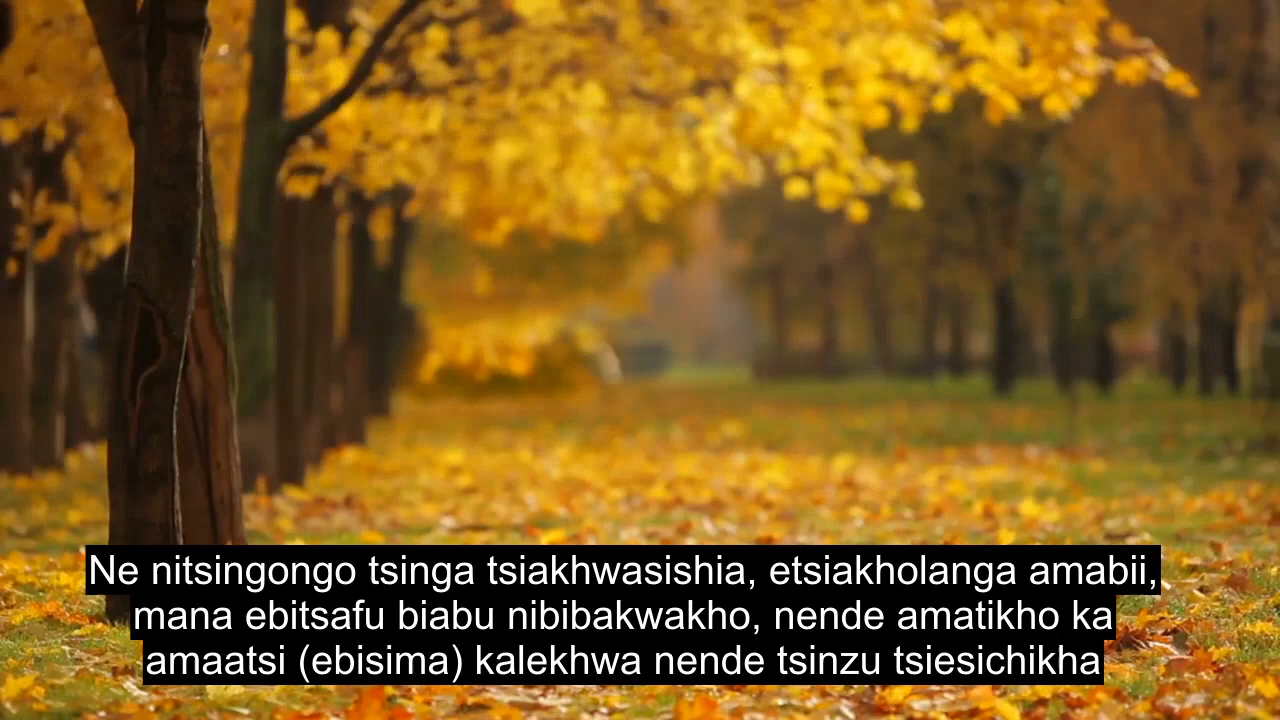 Ne nitsingongo tsinga tsiakhwasishia, etsiakholanga amabii,
mana ebitsafu biabu nibibakwakho, nende amatikho ka
amaatsi (ebisima) kalekhwa nende tsinzu tsiesichikha